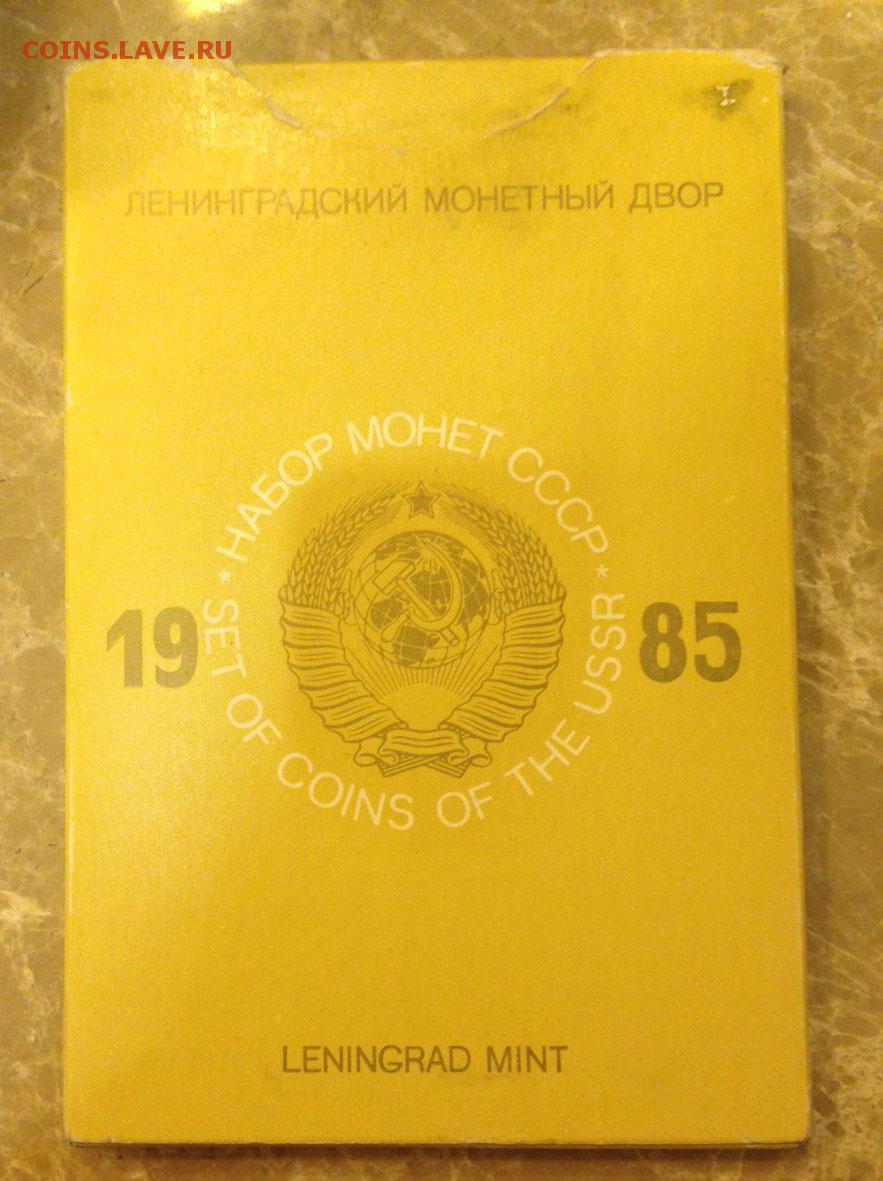 COINS.LAVE.RU
ЛЕНИНГРАДСКИЙ МОНЕТНЫЙ ДВОР
* НАБОР МОНЕТ СССР *
19
85
SET OF COINS OF THE USSR
LENINGRAD MINT